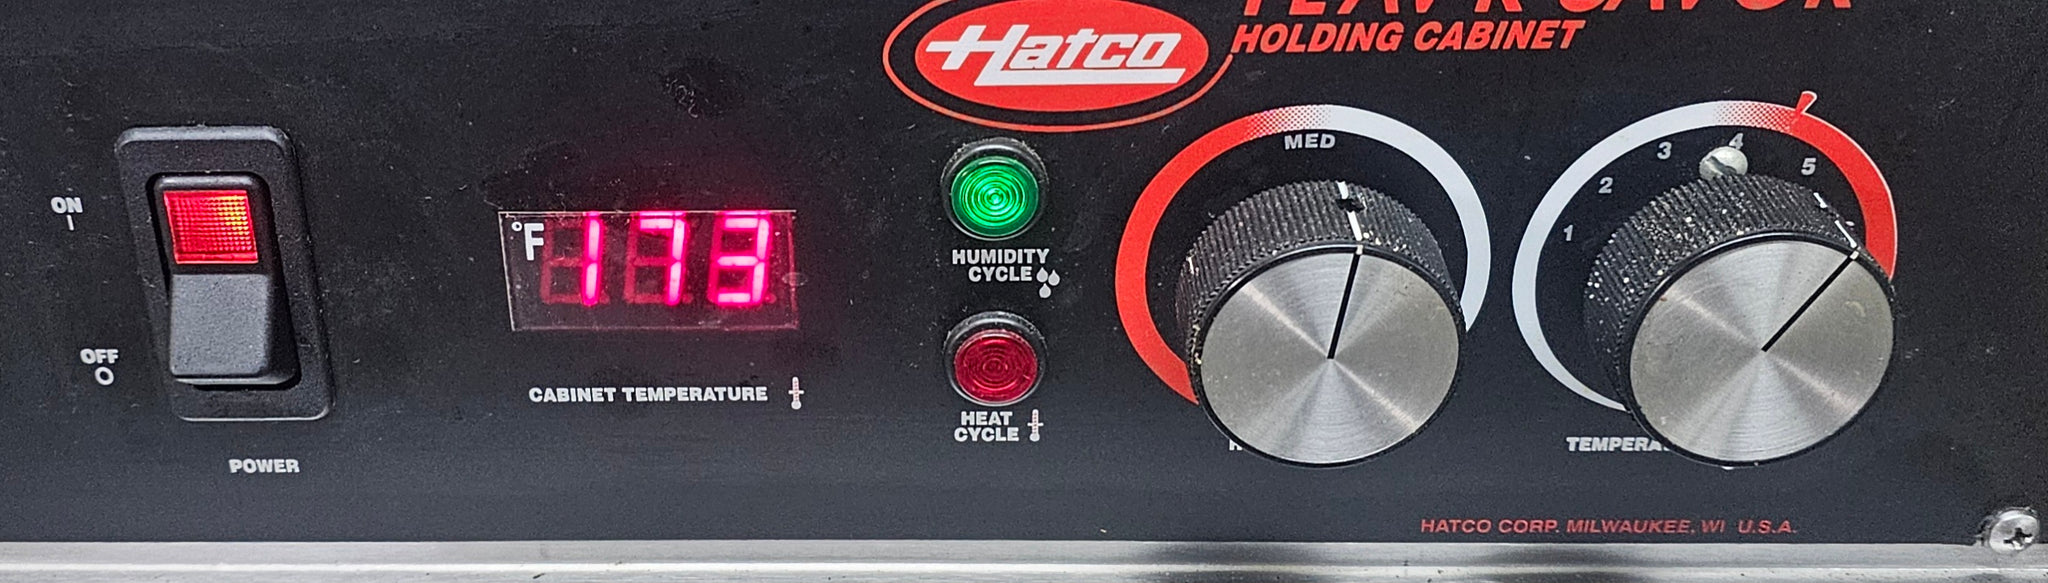 Hatco
HOLDING CABINET
ON
I
OFF
O
POWER
°F 173
CABINET TEMPERATURE
HUMIDITY
CYCLE
HEAT
CYCLE
MED
1 2 3 4 5
HATCO CORP. MILWAUKEE, WI U.S.A.